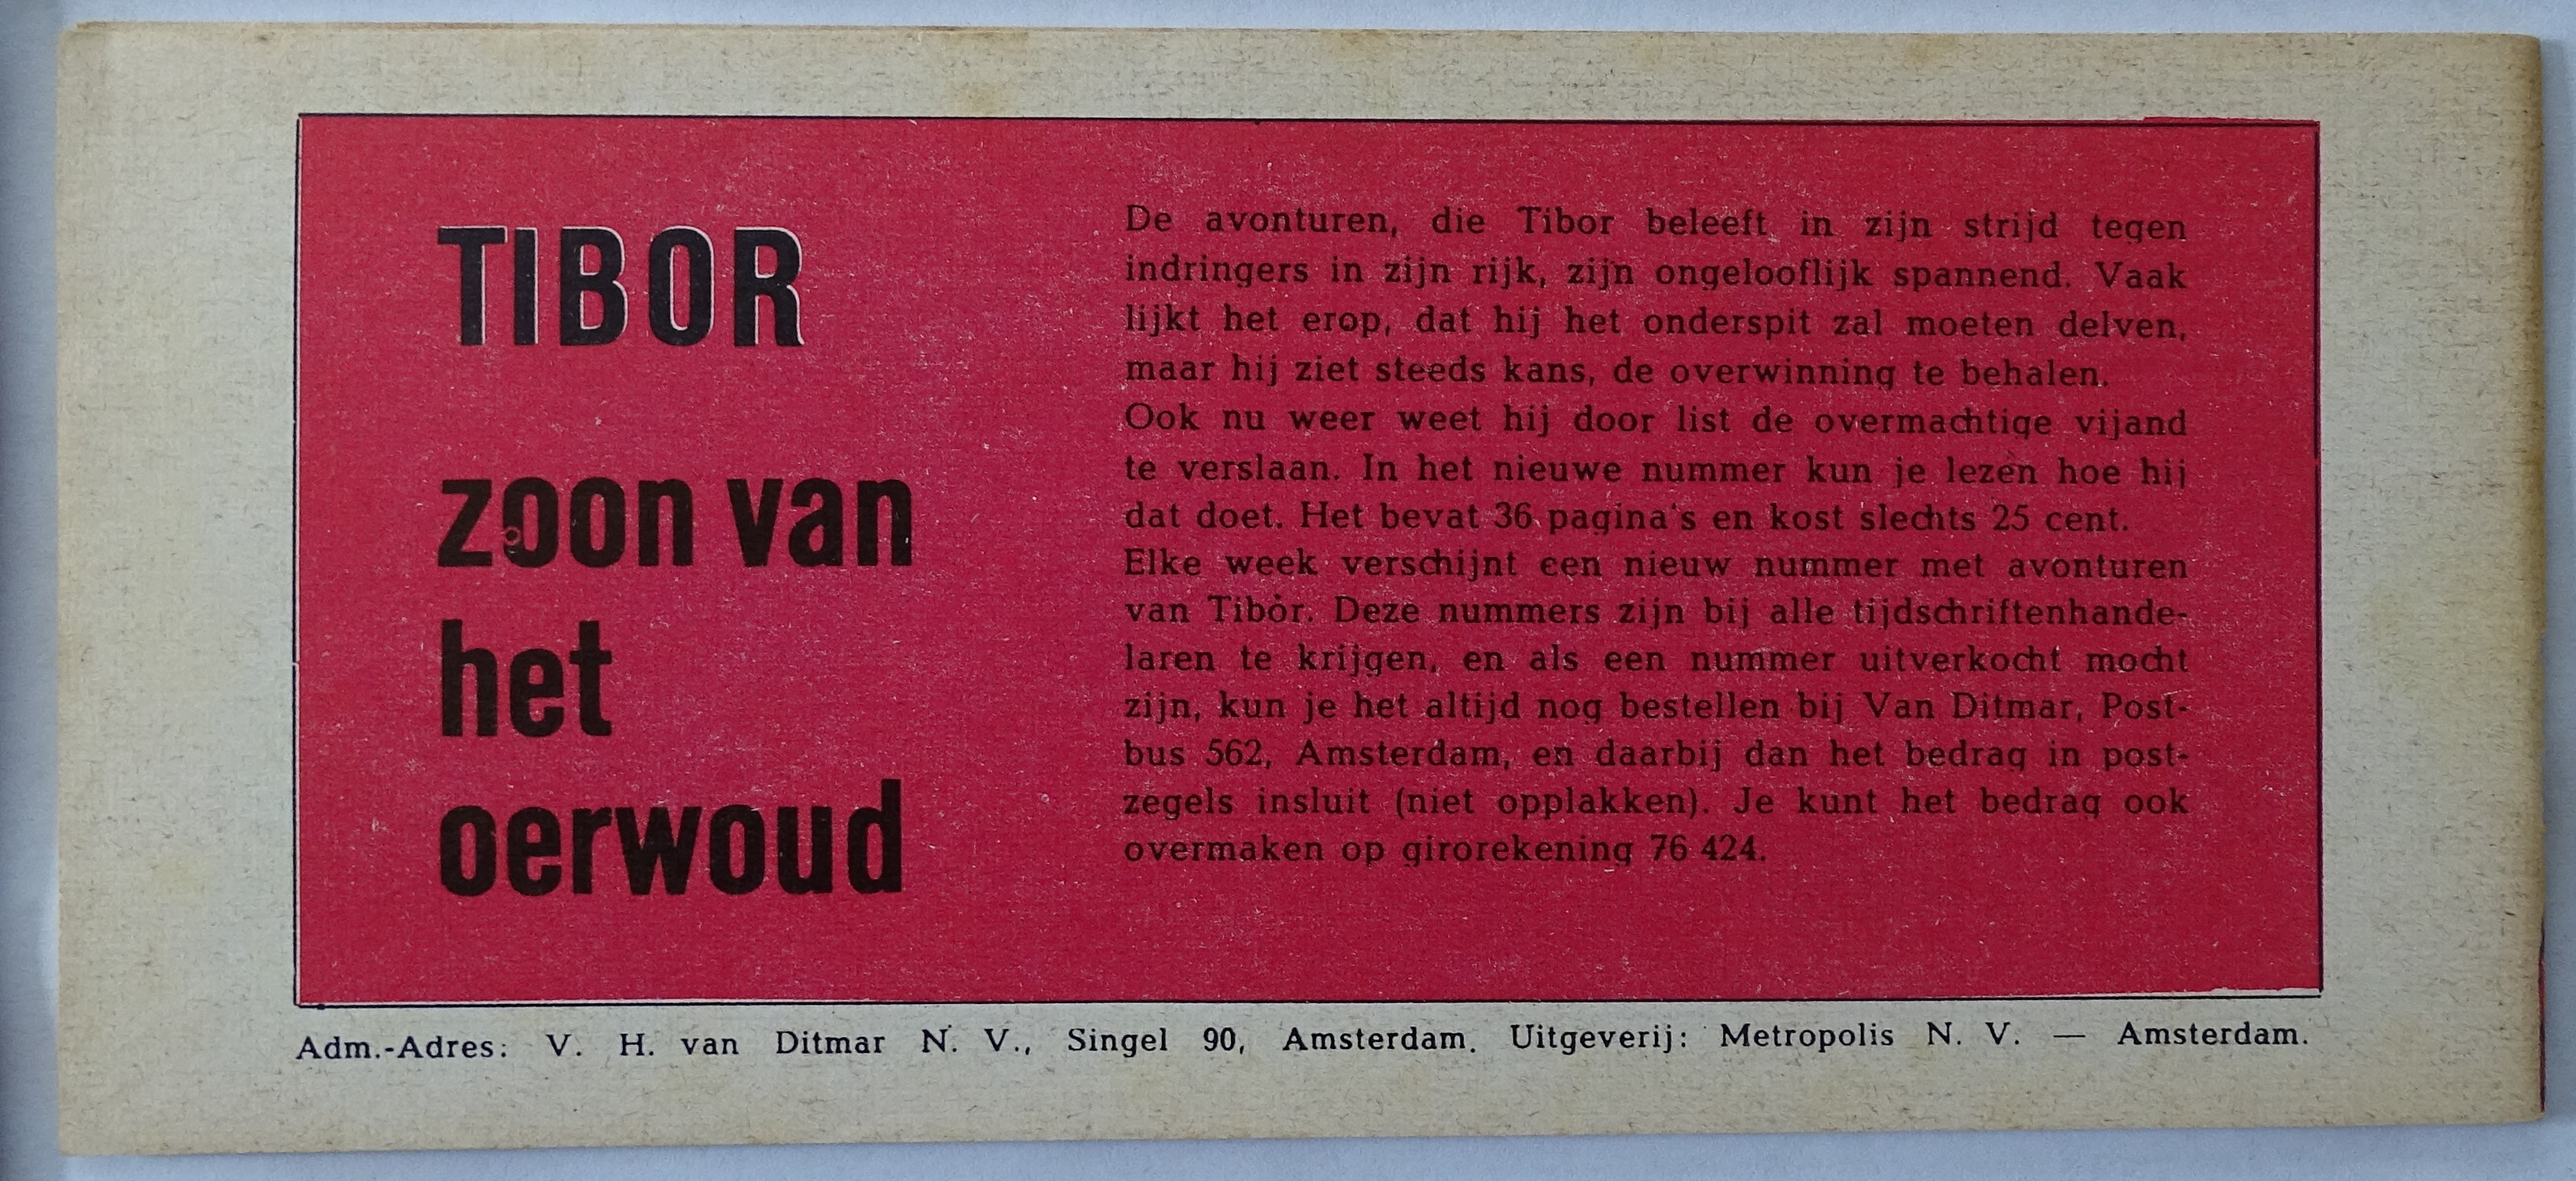 TIBOR
zoon van
het
oerwoud
De avonturen, die Tibor beleeft in zijn strijd tegen
indringers in zijn rijk, zijn ongelooflijk spannend. Vaak
lijkt het erop, dat hij het onderspit zal moeten delven,
maar hij ziet steeds kans, de overwinning te behalen.
Ook nu weer weet hij door list de overmachtige vijand
te verslaan. In het nieuwe nummer kun je lezen hoe hij
dat doet. Het bevat 36 pagina's en kost slechts 25 cent.
Elke week verschijnt een nieuw nummer met avonturen
van Tibor. Deze nummers zijn bij alle tijdschriftenhande-
laren te krijgen, en als een nummer uitverkocht mocht
zijn, kun je het altijd nog bestellen bij Van Ditmar, Post-
bus 562, Amsterdam, en daarbij dan het bedrag in post-
zegels insluit (niet opplakken). Je kunt het bedrag ook
overmaken op girorekening 76 424.
Adm.-Adres: V. H. van Ditmar N. V., Singel 90, Amsterdam. Uitgeverij: Metropolis N. V. — Amsterdam.